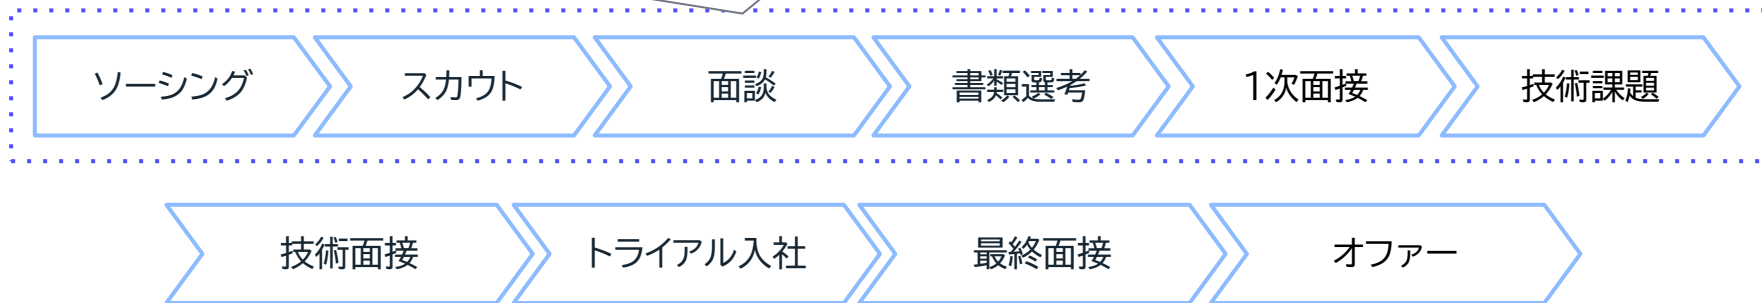 ソーシング スカウト 面談 書類選考 1次面接 技術課題
技術面接 トライアル入社 最終面接 オファー